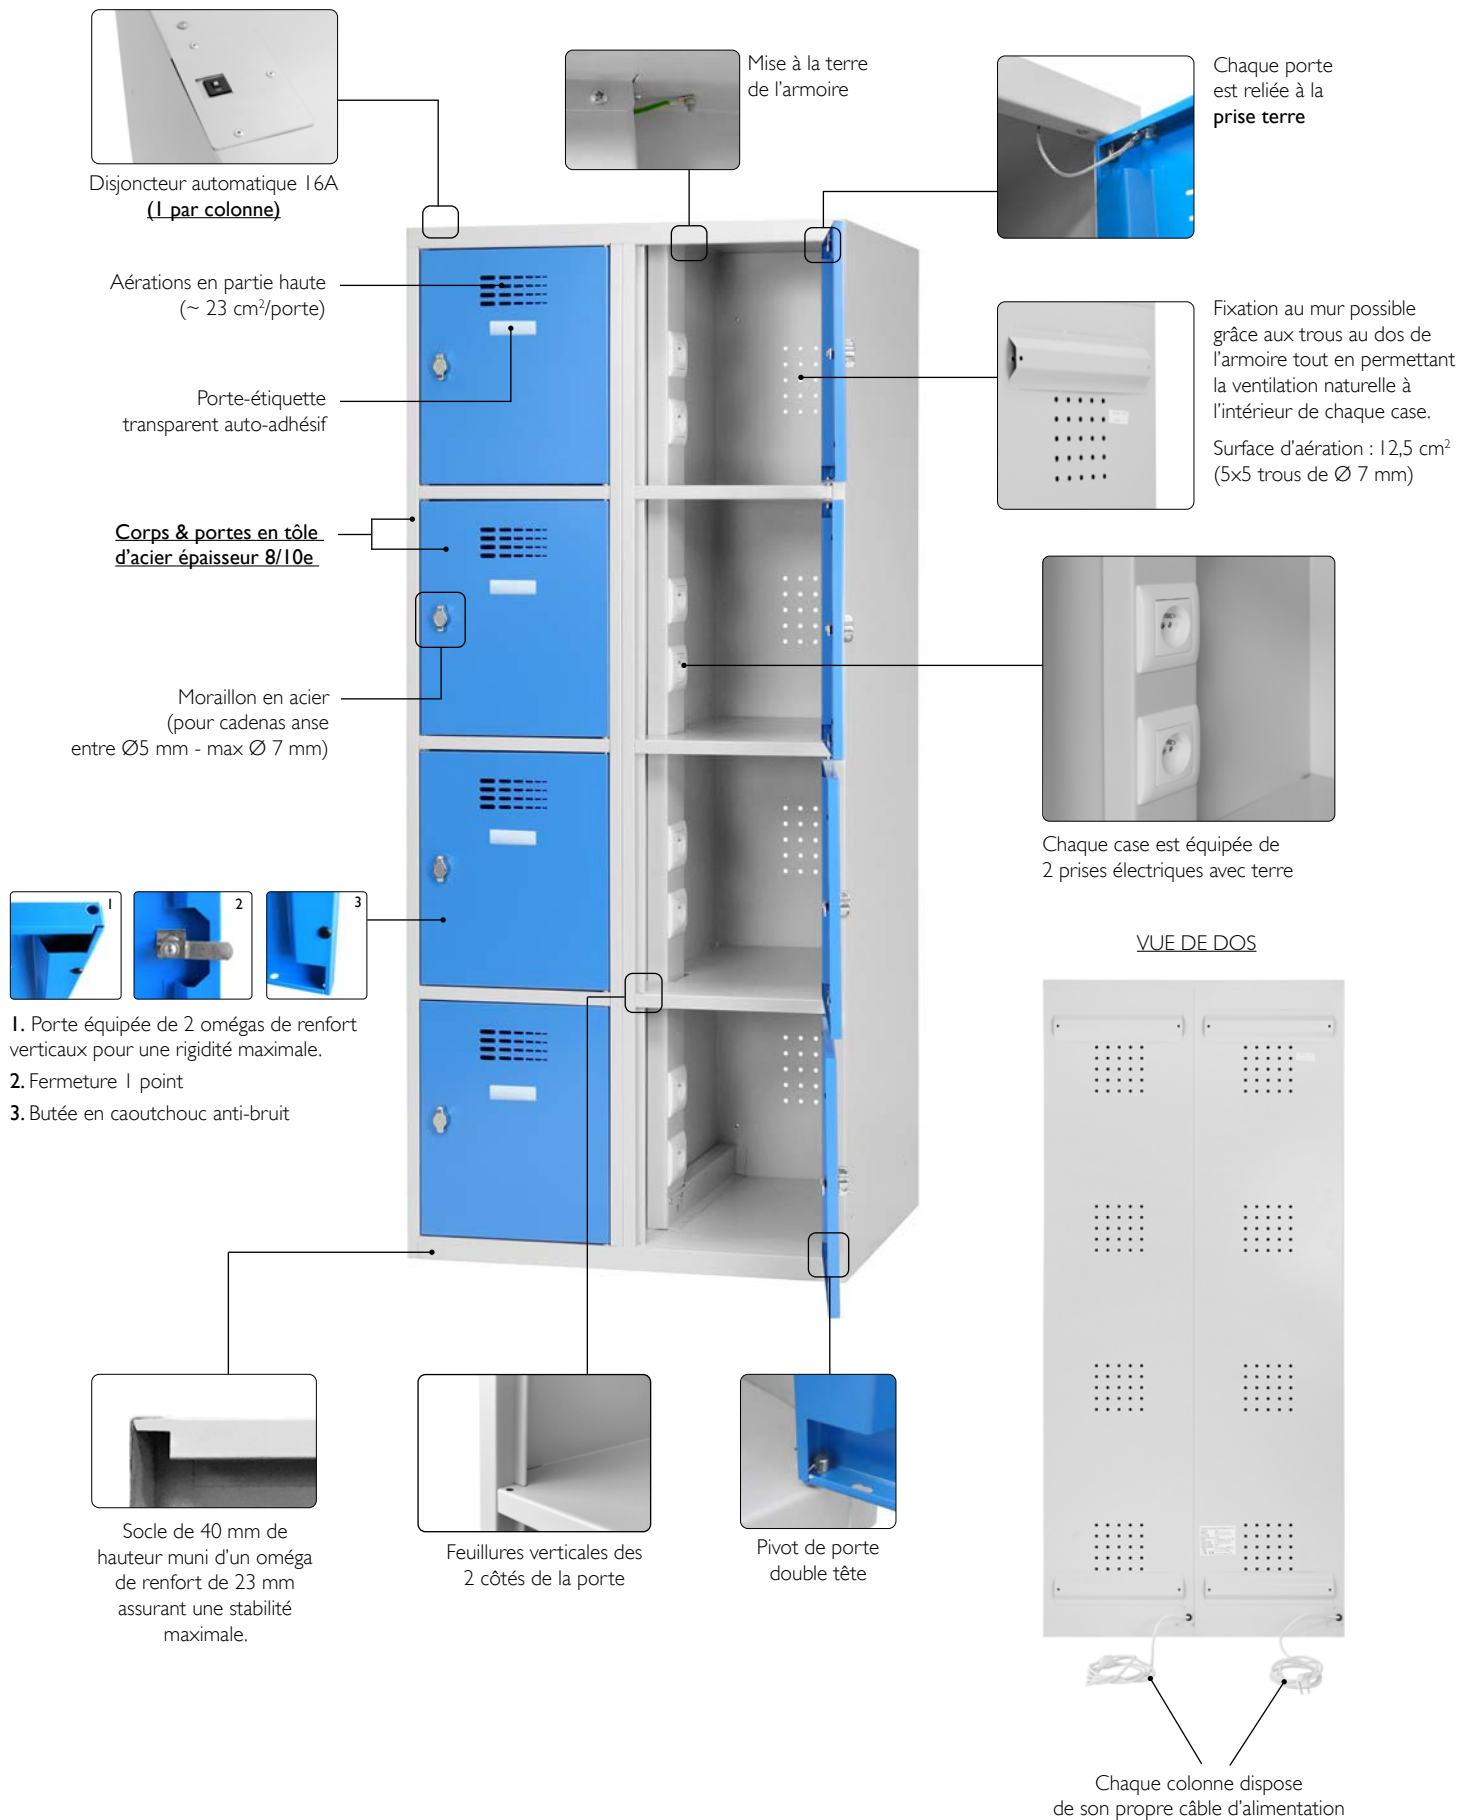 Disjoncteur automatique 16A
(1 par colonne)
Mise à la terre
de l'armoire
Chaque porte
est reliée à la
prise terre
Aérations en partie haute
(~ 23 cm²/porte)
Porte-étiquette
transparent auto-adhésif
Fixation au mur possible
grâce aux trous au dos de
l'armoire tout en permettant
la ventilation naturelle à
l'intérieur de chaque case.
Surface d'aération : 12,5 cm²
(5x5 trous de Ø 7 mm)
Corps & portes en tôle
d'acier épaisseur 8/10e
Moraillon en acier
(pour cadenas anse
entre Ø5 mm - max Ø 7 mm)
Chaque case est équipée de
2 prises électriques avec terre
1
2
3
1. Porte équipée de 2 omégas de renfort
verticaux pour une rigidité maximale.
2. Fermeture 1 point
3. Butée en caoutchouc anti-bruit
VUE DE DOS
Socle de 40 mm de
hauteur muni d'un oméga
de renfort de 23 mm
assurant une stabilité
maximale.
Feuillures verticales des
2 côtés de la porte
Pivot de porte
double tête
Chaque colonne dispose
de son propre câble d'alimentation